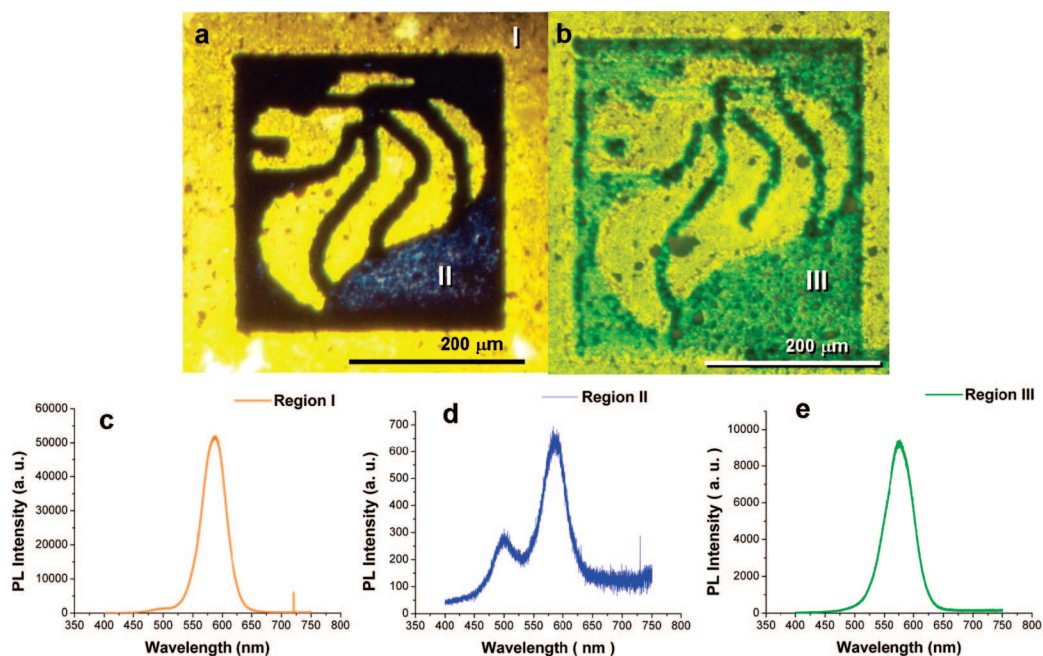 a
I
II
200 μm
b
III
200 μm
c
Region I
PL Intensity (a. u.)
60000
50000
40000
30000
20000
10000
0
350 400 450 500 550 600 650 700 750 800
Wavelength (nm)
d
Region II
PL Intensity (a. u.)
700
600
500
400
300
200
100
0
350 400 450 500 550 600 650 700 750 800
Wavelength ( nm )
e
Region III
PL Intensity ( a. u. )
10000
8000
6000
4000
2000
0
350 400 450 500 550 600 650 700 750 800
Wavelength ( nm )